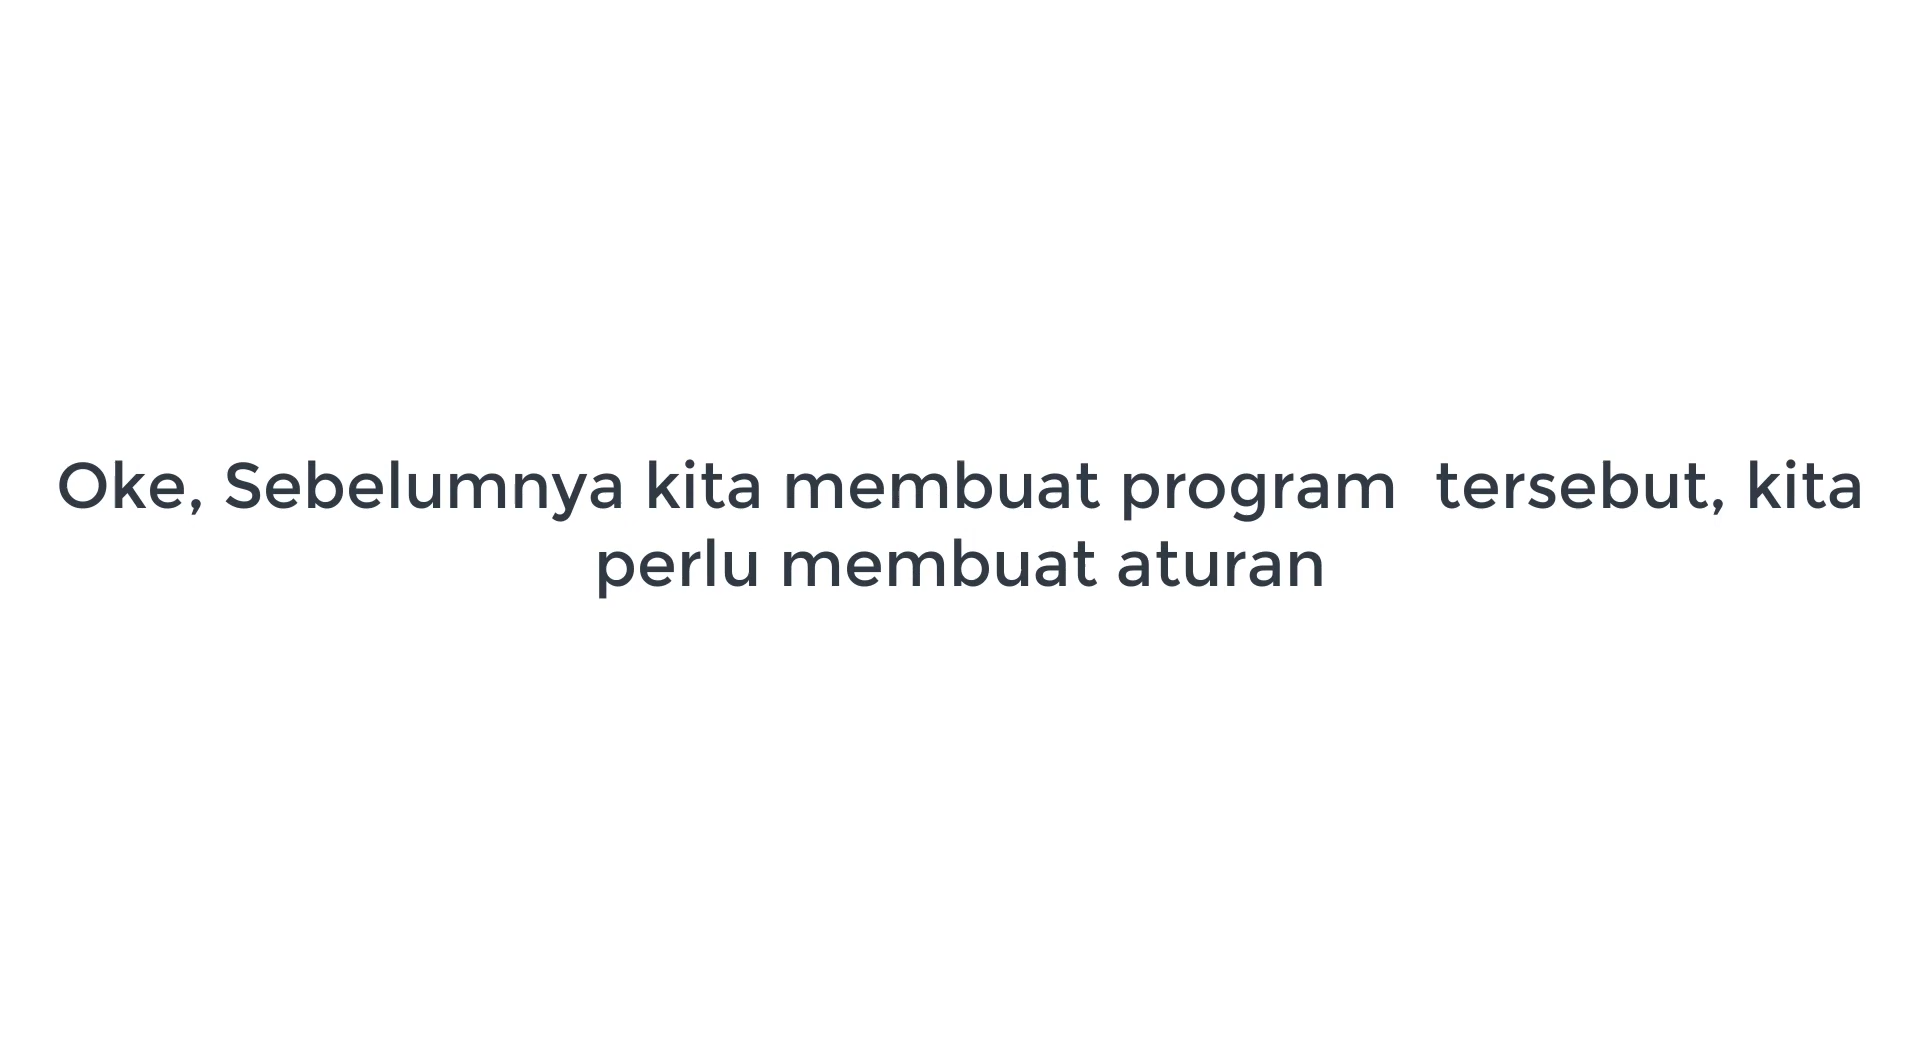 Oke, Sebelumnya kita membuat program  tersebut, kita
perlu membuat aturan